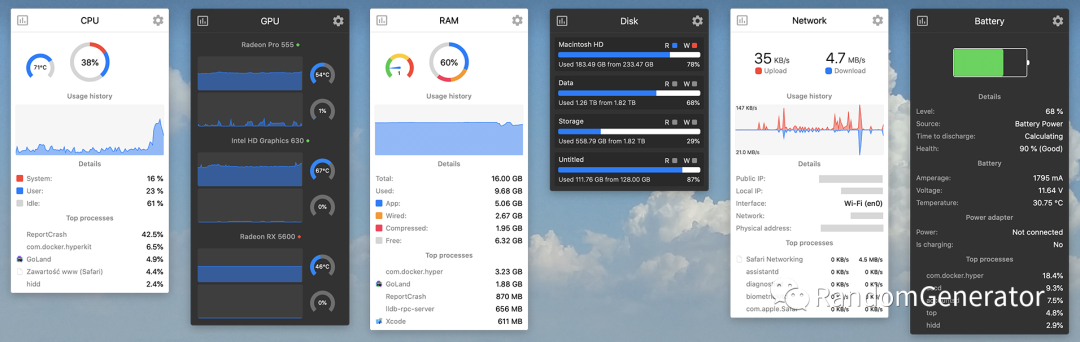 CPU
71°C
38%
Usage history
Details
System: 16 %
User: 23 %
Idle: 61 %
Top processes
ReportCrash 42.5%
com.docker.hyperkit 6.5%
GoLand 4.9%
Zawartość www (Safari) 4.4%
hidd 2.4%
GPU
Radeon Pro 555
54°C
1%
Intel HD Graphics 630
67°C
0%
Radeon RX 5600
46°C
0%
RAM
1
60%
Usage history
Details
Total: 16.00 GB
Used: 9.68 GB
App: 5.06 GB
Wired: 2.67 GB
Compressed: 1.95 GB
Free: 6.32 GB
Top processes
com.docker.hyper 3.23 GB
GoLand 1.88 GB
ReportCrash 870 MB
lldb-rpc-server 656 MB
Xcode 611 MB
Disk
Macintosh HD R W
Used 183.49 GB from 233.47 GB 78%
Data R W
Used 1.26 TB from 1.82 TB 68%
Storage R W
Used 558.79 GB from 1.82 TB 29%
Untitled R W
Used 111.76 GB from 128.00 GB 87%
Network
35 KB/s 4.7 MB/s
Upload Download
Usage history
147 KB/s
21.0 MB/s
Details
Public IP:
Local IP:
Interface: Wi-Fi (en0)
Network:
Physical address:
Top processes
Safari Networking 0 KB/s 4.5 MB/s
assistantd 0 KB/s 0 KB/s
0 KB/s 0 KB/s
0 KB/s
com.apple.Safari 0 KB/s 0 KB/s
Battery
Details
Level: 68 %
Source: Battery Power
Time to discharge: Calculating
Health: 90 % (Good)
Battery
Amperage: 1795 mA
Voltage: 11.64 V
Temperature: 30.75 °C
Power adapter
Power: Not connected
Is charging: No
Top processes
com.docker.hyper 18.4%
9.3%
7.5%
top 4.8%
hidd 2.9%
RandomGenerator